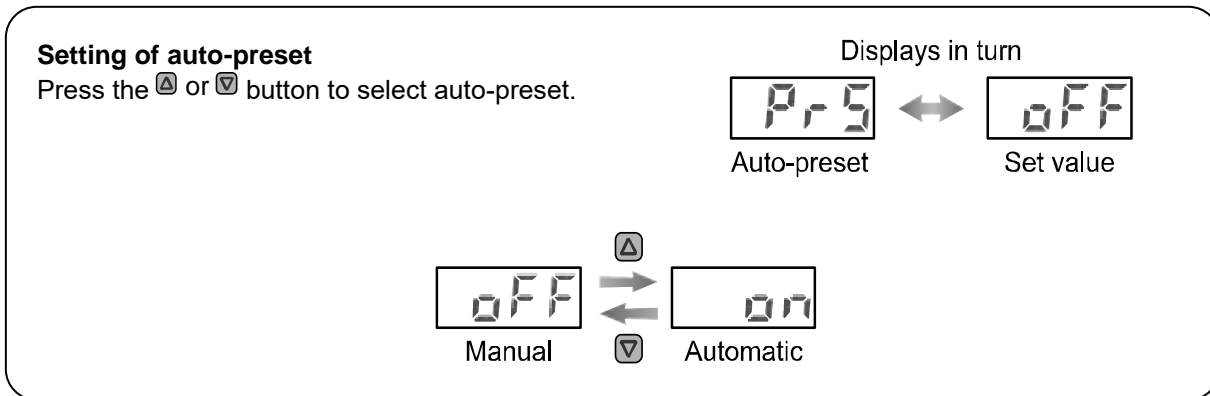 Setting of auto-preset
Press the △ or ▽ button to select auto-preset.
Displays in turn
PrS oFF
Auto-preset Set value
△
oFF on
Manual ▽ Automatic